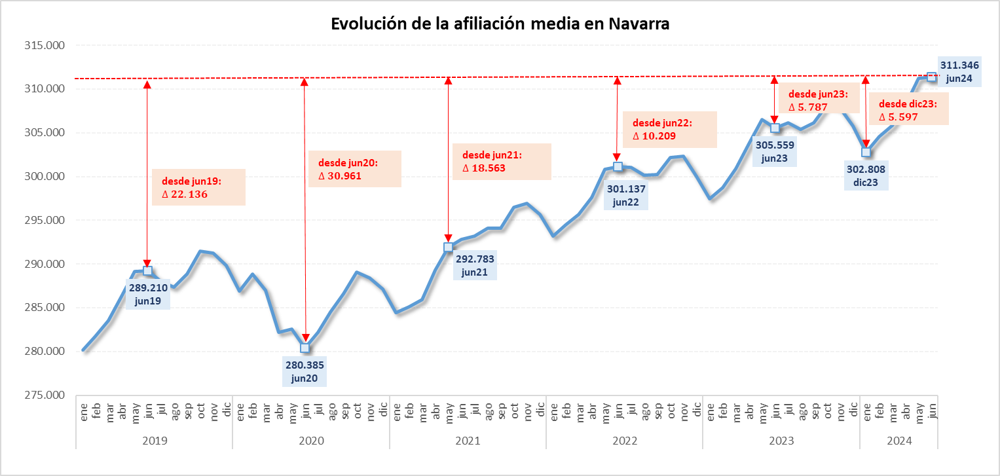 Evolución de la afiliación media en Navarra
315.000
310.000
305.000
300.000
295.000
290.000
285.000
280.000
275.000
311.346
jun24
desde jun23:
Δ 5.787
desde dic23:
Δ 5.597
desde jun22:
Δ 10.209
desde jun21:
Δ 18.563
desde jun20:
Δ 30.961
desde jun19:
Δ 22.136
305.559
jun23
302.808
dic23
301.137
jun22
292.783
jun21
289.210
jun19
280.385
jun20
ene feb mar abr may jun jul ago sep oct nov dic ene feb mar abr may jun jul ago sep oct nov dic ene feb mar abr may jun jul ago sep oct nov dic ene feb mar abr may jun jul ago sep oct nov dic ene feb mar abr may jun jul ago sep oct nov dic ene feb mar abr may jun
2019 2020 2021 2022 2023 2024